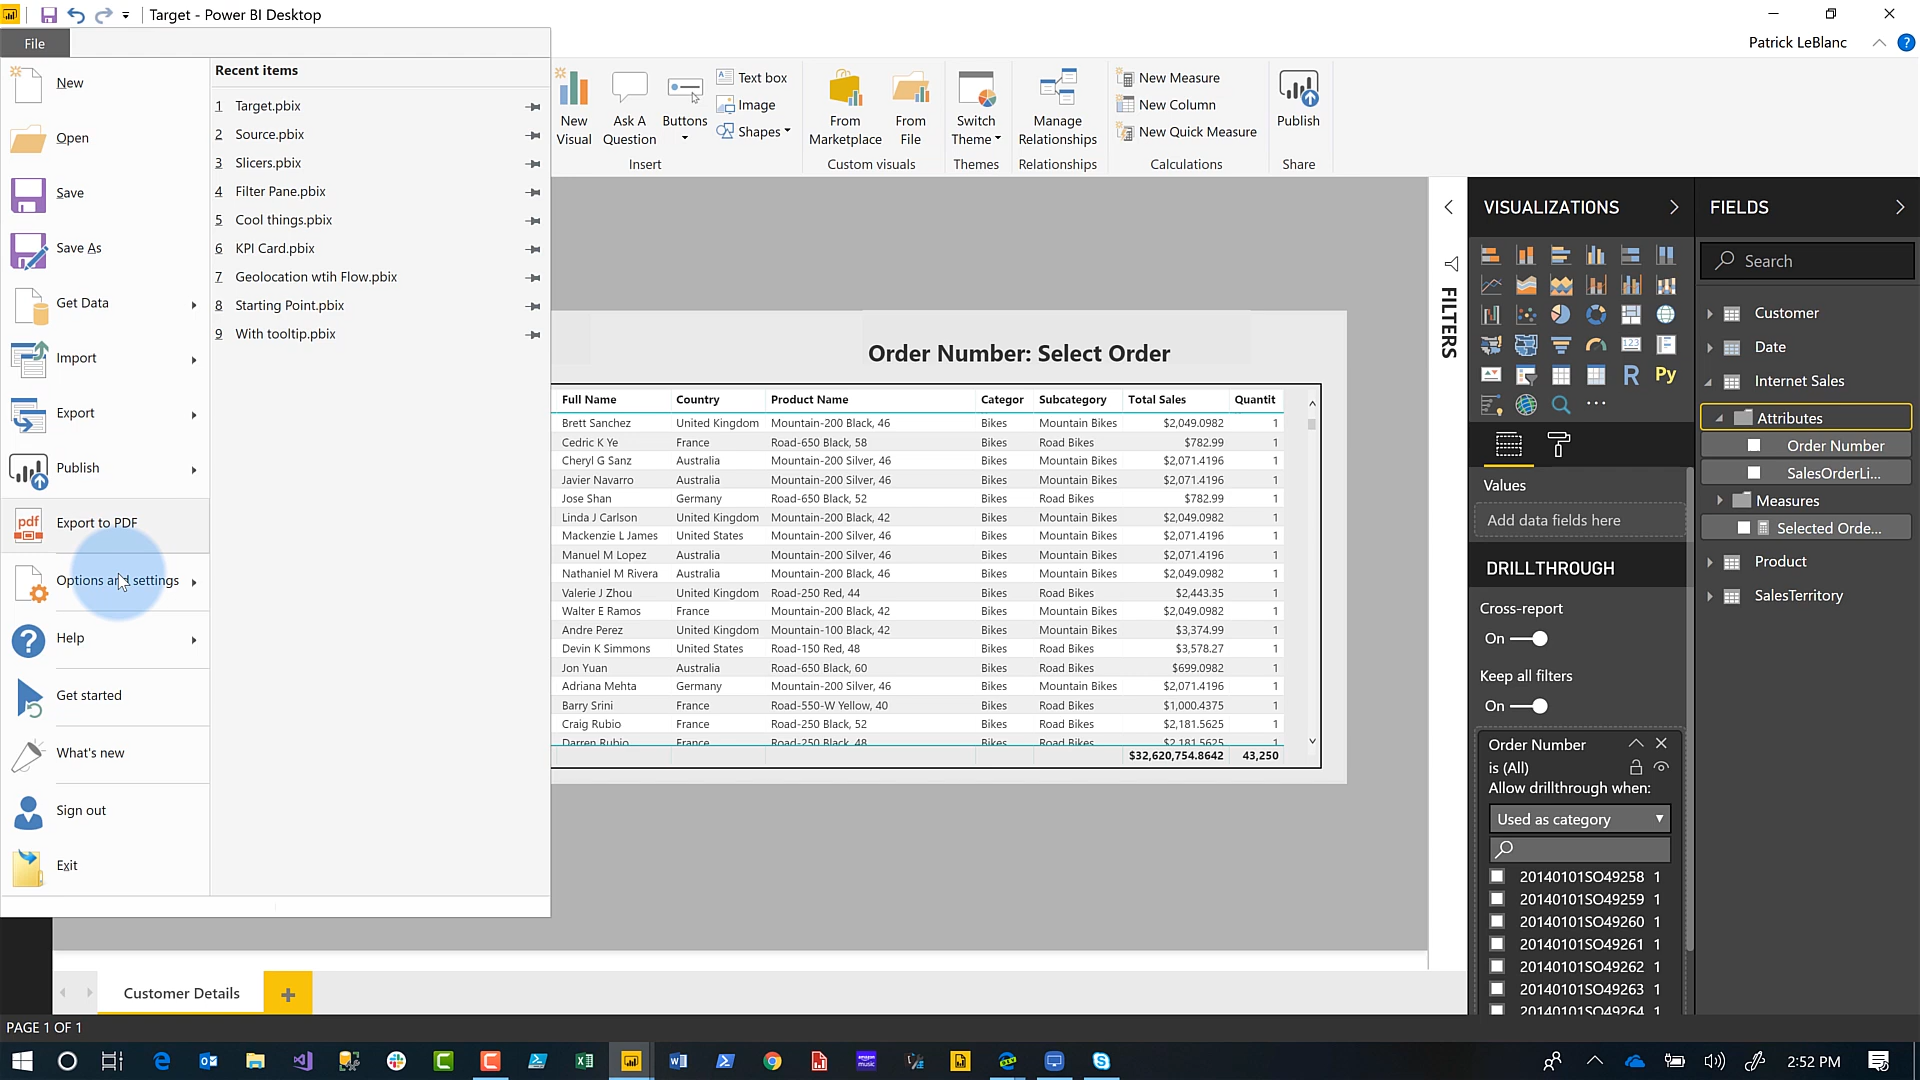 Target - Power BI Desktop
File
Patrick LeBlanc
?
New
Open
Save
Save As
Get Data
Import
Export
Publish
pdf
Export to PDF
Options and settings
Help
Get started
What's new
Sign out
Exit
Recent items
1 Target.pbix
2 Source.pbix
3 Slicers.pbix
4 Filter Pane.pbix
5 Cool things.pbix
6 KPI Card.pbix
7 Geolocation wtih Flow.pbix
8 Starting Point.pbix
9 With tooltip.pbix
New Visual
Ask A Question
Buttons
Text box
Image
Shapes
Insert
From Marketplace
From File
Custom visuals
Switch Theme
Themes
Manage Relationships
Relationships
New Measure
New Column
New Quick Measure
Calculations
Publish
Share
Order Number: Select Order
Full Name Country Product Name Categor Subcategory Total Sales Quantit
Brett Sanchez United Kingdom Mountain-200 Black, 46 Bikes Mountain Bikes $2,049.0982 1
Cedric K Ye France Road-650 Black, 58 Bikes Road Bikes $782.99 1
Cheryl G Sanz Australia Mountain-200 Silver, 46 Bikes Mountain Bikes $2,071.4196 1
Javier Navarro Australia Mountain-200 Silver, 46 Bikes Mountain Bikes $2,071.4196 1
Jose Shan Germany Road-650 Black, 52 Bikes Road Bikes $782.99 1
Linda J Carlson United Kingdom Mountain-200 Black, 42 Bikes Mountain Bikes $2,049.0982 1
Mackenzie L James United States Mountain-200 Silver, 46 Bikes Mountain Bikes $2,071.4196 1
Manuel M Lopez Australia Mountain-200 Silver, 46 Bikes Mountain Bikes $2,071.4196 1
Nathaniel M Rivera Australia Mountain-200 Black, 46 Bikes Mountain Bikes $2,049.0982 1
Valerie J Zhou United Kingdom Road-250 Red, 44 Bikes Road Bikes $2,443.35 1
Walter E Ramos France Mountain-200 Black, 42 Bikes Mountain Bikes $2,049.0982 1
Andre Perez United Kingdom Mountain-100 Black, 42 Bikes Mountain Bikes $3,374.99 1
Devin K Simmons United States Road-150 Red, 48 Bikes Road Bikes $3,578.27 1
Jon Yuan Australia Road-650 Black, 60 Bikes Road Bikes $699.0982 1
Adriana Mehta Germany Mountain-200 Silver, 46 Bikes Mountain Bikes $2,071.4196 1
Barry Srini France Road-550-W Yellow, 40 Bikes Road Bikes $1,000.4375 1
Craig Rubio France Road-250 Black, 52 Bikes Road Bikes $2,181.5625 1
Darren Rubio France Road-250 Black, 48 Bikes Road Bikes $2,181.5625 1
$32,620,754.8642 43,250
FILTERS
VISUALIZATIONS
123
R
Py
Values
Add data fields here
DRILLTHROUGH
Cross-report
On
Keep all filters
On
Order Number
is (All)
Allow drillthrough when:
Used as category
20140101SO49258 1
20140101SO49259 1
20140101SO49260 1
20140101SO49261 1
20140101SO49262 1
20140101SO49263 1
20140101SO49264 1
FIELDS
Search
Customer
Date
Internet Sales
Attributes
Order Number
SalesOrderLi...
Measures
Selected Orde...
Product
SalesTerritory
Customer Details
PAGE 1 OF 1
2:52 PM